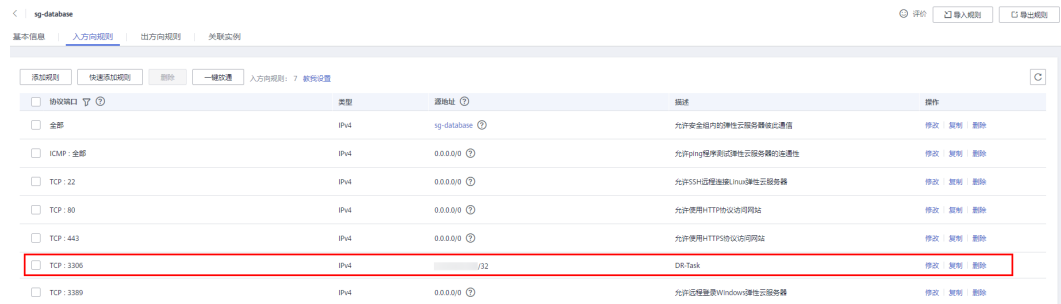 sg-database 评价 导入规则 导出规则
基本信息 入方向规则 出方向规则 关联实例
添加规则 快速添加规则 删除 一键放通 入方向规则: 7 教我设置
协议端口 类型 源地址 描述 操作
全部 IPv4 sg-database 允许安全组内的弹性云服务器彼此通信 修改 复制 删除
ICMP : 全部 IPv4 0.0.0.0/0 允许ping程序测试弹性云服务器的连通性 修改 复制 删除
TCP : 22 IPv4 0.0.0.0/0 允许SSH远程连接Linux弹性云服务器 修改 复制 删除
TCP : 80 IPv4 0.0.0.0/0 允许使用HTTP协议访问网站 修改 复制 删除
TCP : 443 IPv4 0.0.0.0/0 允许使用HTTPS协议访问网站 修改 复制 删除
TCP : 3306 IPv4 /32 DR-Task 修改 复制 删除
TCP : 3389 IPv4 0.0.0.0/0 允许远程登录Windows弹性云服务器 修改 复制 删除